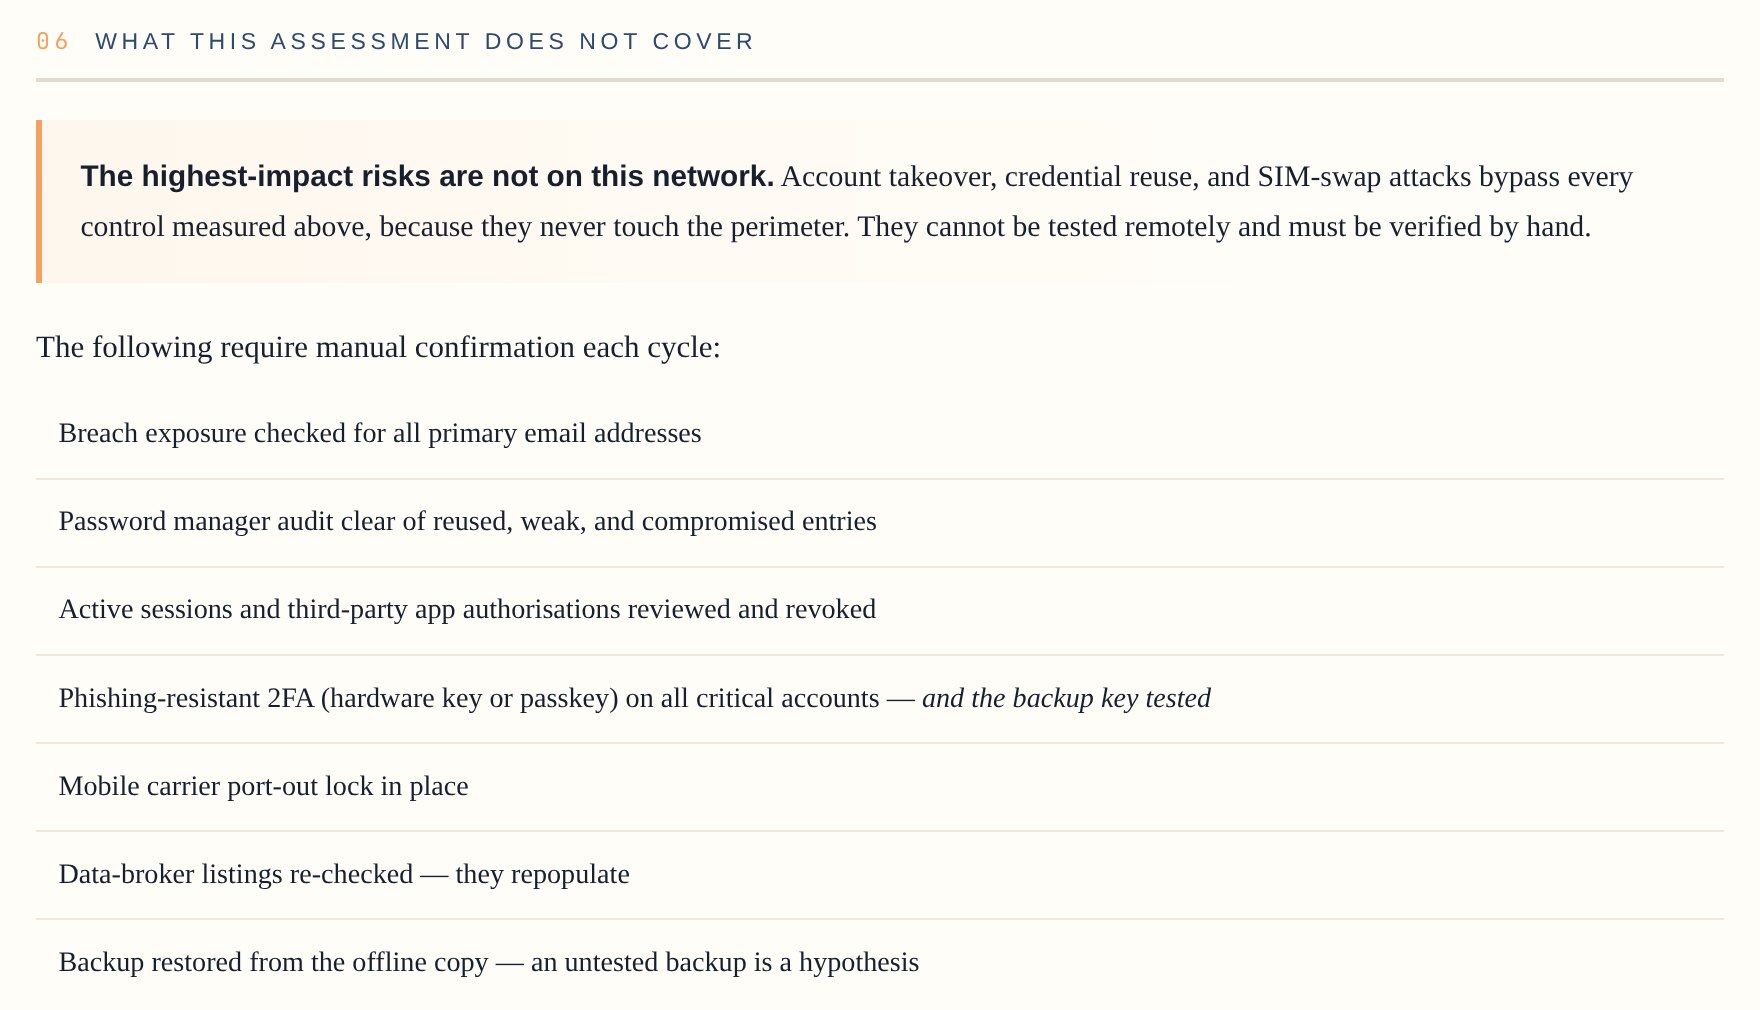 06 WHAT THIS ASSESSMENT DOES NOT COVER
The highest-impact risks are not on this network. Account takeover, credential reuse, and SIM-swap attacks bypass every
control measured above, because they never touch the perimeter. They cannot be tested remotely and must be verified by hand.
The following require manual confirmation each cycle:
Breach exposure checked for all primary email addresses
Password manager audit clear of reused, weak, and compromised entries
Active sessions and third-party app authorisations reviewed and revoked
Phishing-resistant 2FA (hardware key or passkey) on all critical accounts — and the backup key tested
Mobile carrier port-out lock in place
Data-broker listings re-checked — they repopulate
Backup restored from the offline copy — an untested backup is a hypothesis